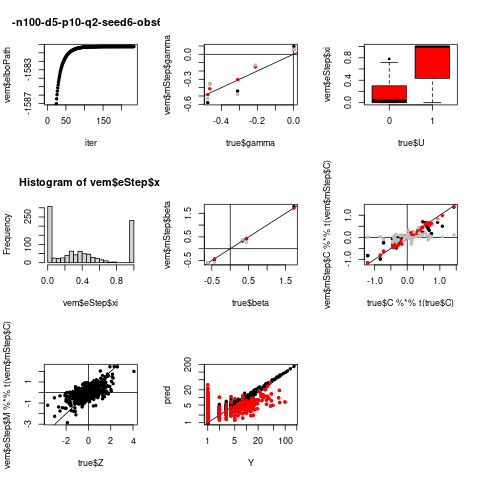 -n100-d5-p10-q2-seed6-obs6
vem$elboPath
-1587
-1583
0
50
100
150
iter
vem$mStep$gamma
-0.6
-0.3
0.0
-0.4
-0.2
0.0
true$gamma
vem$eStep$xi
0.0
0.4
0.8
0
1
true$U
Histogram of vem$eStep$x
Frequency
0
100
250
0.0
0.2
0.4
0.6
0.8
1.0
vem$eStep$xi
vem$mStep$beta
-0.5
0.5
1.5
-0.5
0.5
1.5
true$beta
vem$mStep$C %*% t(vem$mStep$C)
-1.0
0.0
1.0
-1.0
0.0
1.0
true$C %*% t(true$C)
vem$eStep$M %*% t(vem$mStep$C)
-3
-1
1
-2
0
2
4
true$Z
pred
1
5
20
200
1
5
20
100
Y